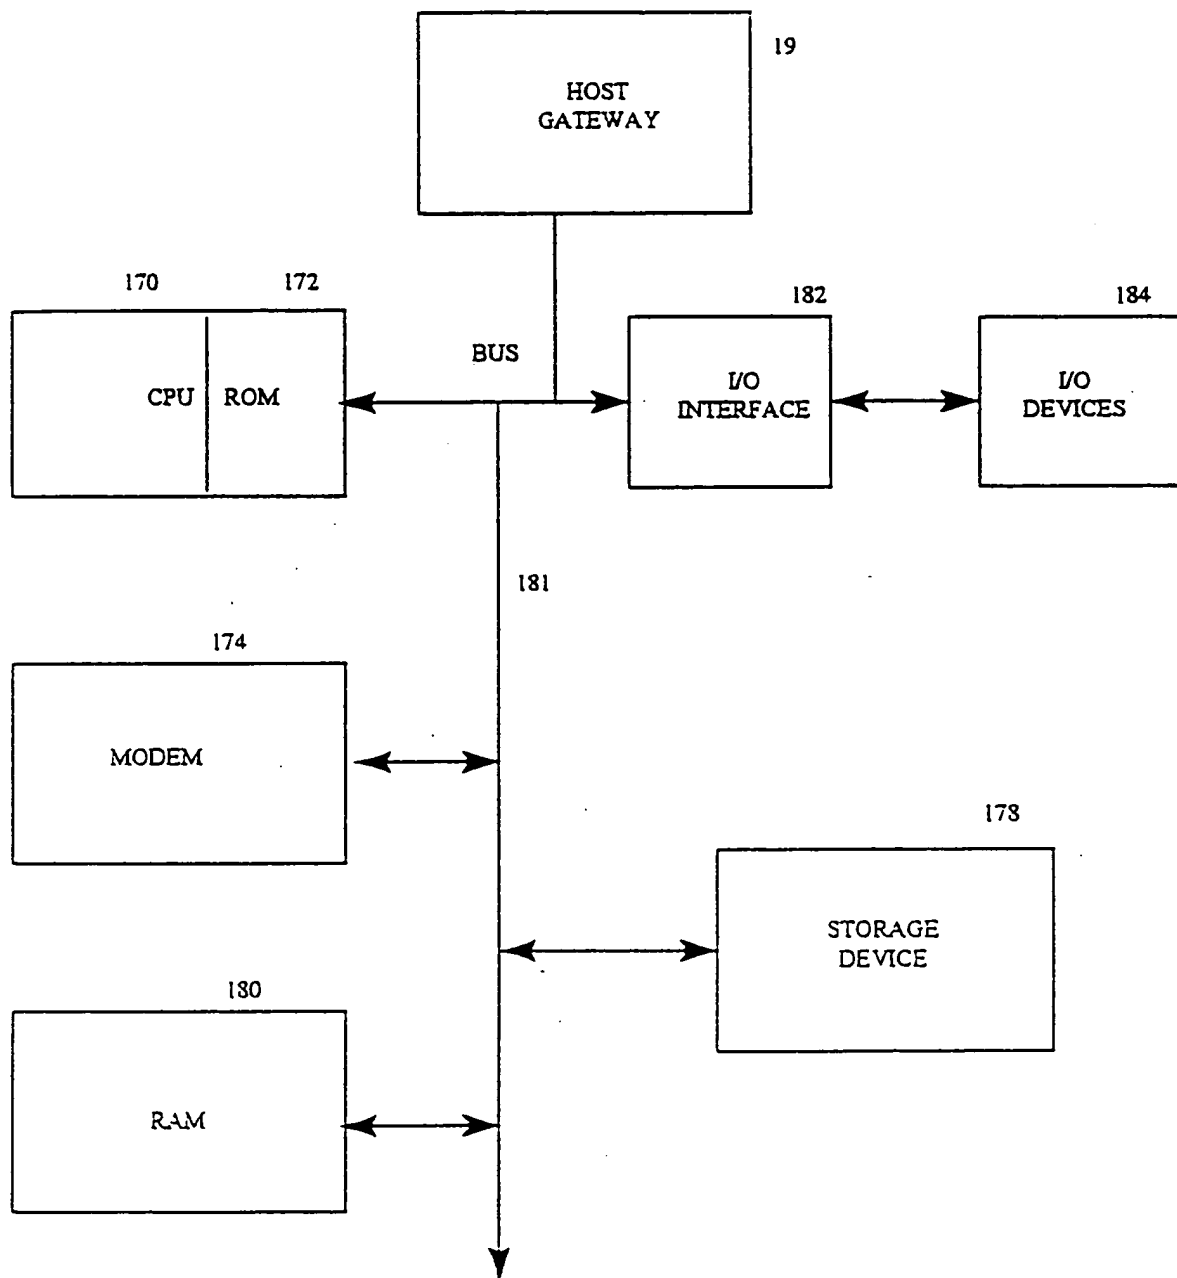 19
HOST
GATEWAY
170
172
182
184
BUS
CPU
ROM
I/O
INTERFACE
I/O
DEVICES
181
174
MODEM
178
STORAGE
DEVICE
180
RAM